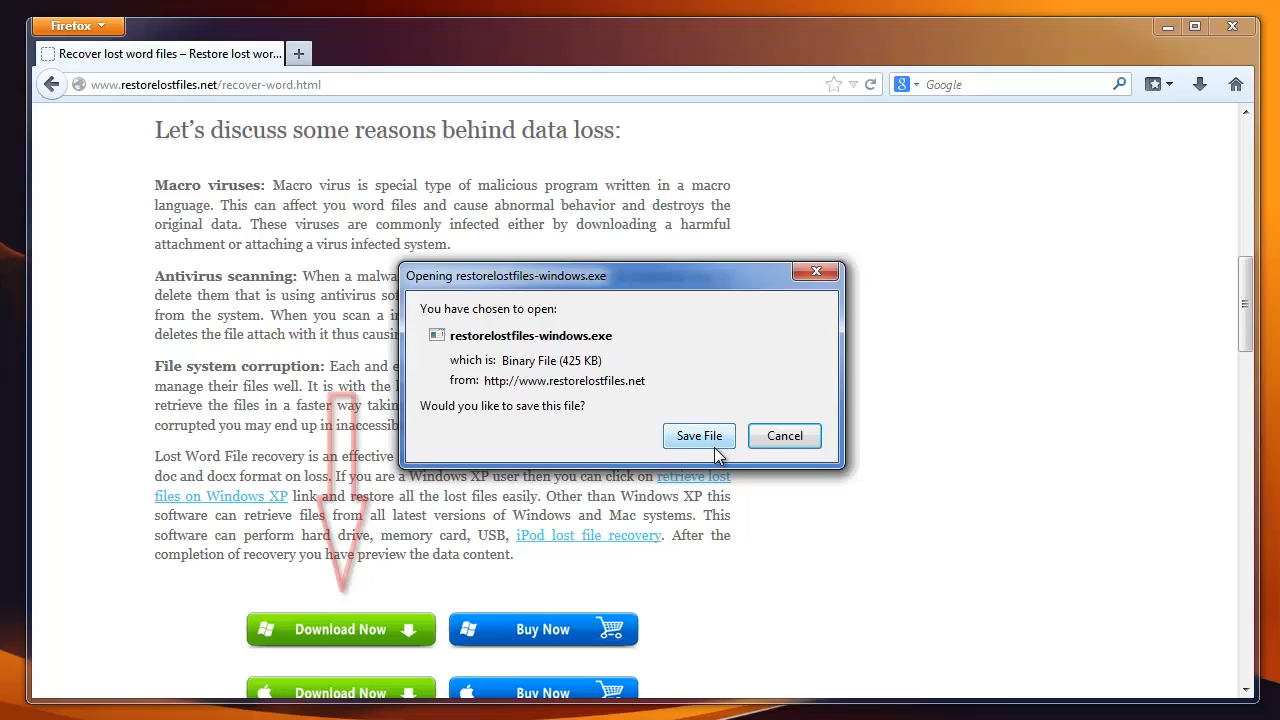 Firefox
Recover lost word files – Restore lost wor...
www.restorelostfiles.net/recover-word.html
Google
Let's discuss some reasons behind data loss:
Macro viruses: Macro virus is special type of malicious program written in a macro
language. This can affect you word files and cause abnormal behavior and destroys the
original data. These viruses are commonly infected either by downloading a harmful
attachment or attaching a virus infected system.
Antivirus scanning: When a malwa
delete them that is using antivirus so
from the system. When you scan a in
deletes the file attach with it thus causi
File system corruption: Each and e
manage their files well. It is with the
retrieve the files in a faster way takin
corrupted you may end up in inaccessib
Opening restorelostfiles-windows.exe
You have chosen to open:
restorelostfiles-windows.exe
which is: Binary File (425 KB)
from: http://www.restorelostfiles.net
Would you like to save this file?
Save File
Cancel
Lost Word File recovery is an effective
doc and docx format on loss. If you are a Windows XP user then you can click on retrieve lost
files on Windows XP link and restore all the lost files easily. Other than Windows XP this
software can retrieve files from all latest versions of Windows and Mac systems. This
software can perform hard drive, memory card, USB, iPod lost file recovery. After the
completion of recovery you have preview the data content.
Download Now
Buy Now
Download Now
Buy Now